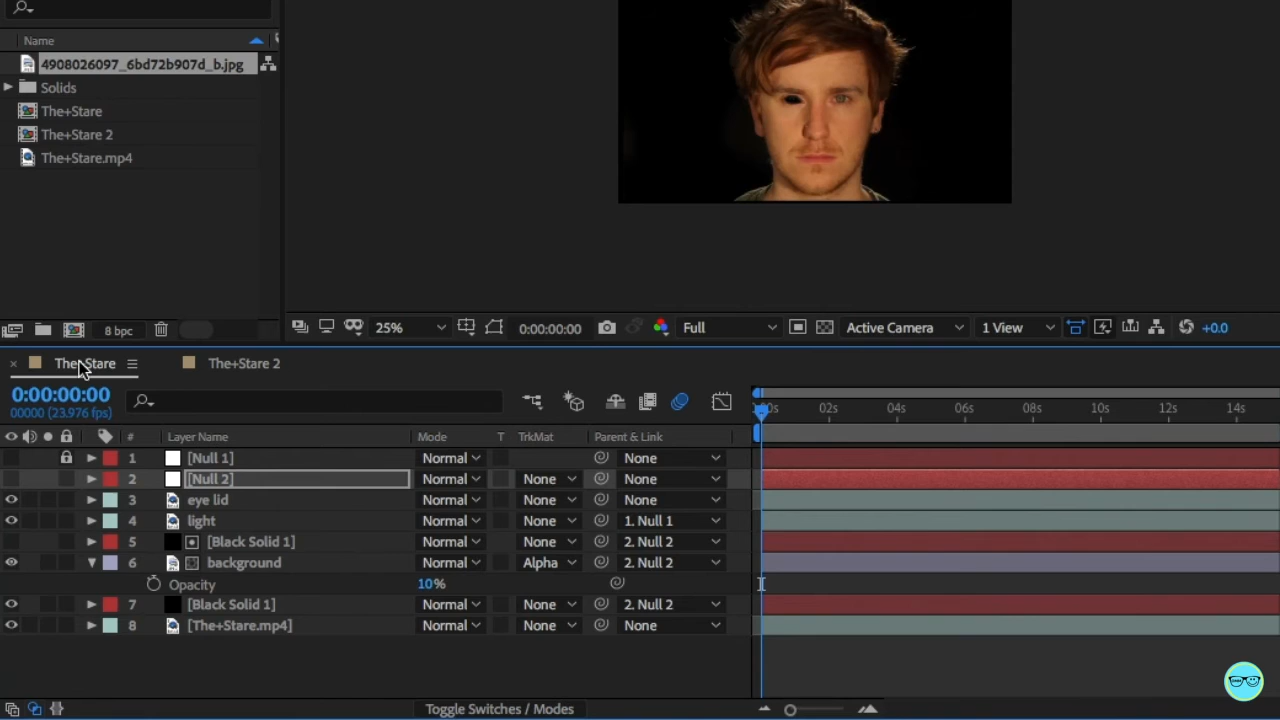 Name
4908026097_6bd72b907d_b.jpg
Solids
The+Stare
The+Stare 2
The+Stare.mp4
8 bpc
25% 0:00:00:00 Full Active Camera 1 View +0.0
The+Stare The+Stare 2
0:00:00:00
00000 (23.976 fps)
:00s 02s 04s 06s 08s 10s 12s 14s
# Layer Name Mode T TrkMat Parent & Link
1 [Null 1] Normal None
2 [Null 2] Normal None None
3 eye lid Normal None None
4 light Normal None 1. Null 1
5 [Black Solid 1] Normal None 2. Null 2
6 background Normal Alpha 2. Null 2
Opacity 10%
7 [Black Solid 1] Normal None 2. Null 2
8 [The+Stare.mp4] Normal None None
Toggle Switches / Modes